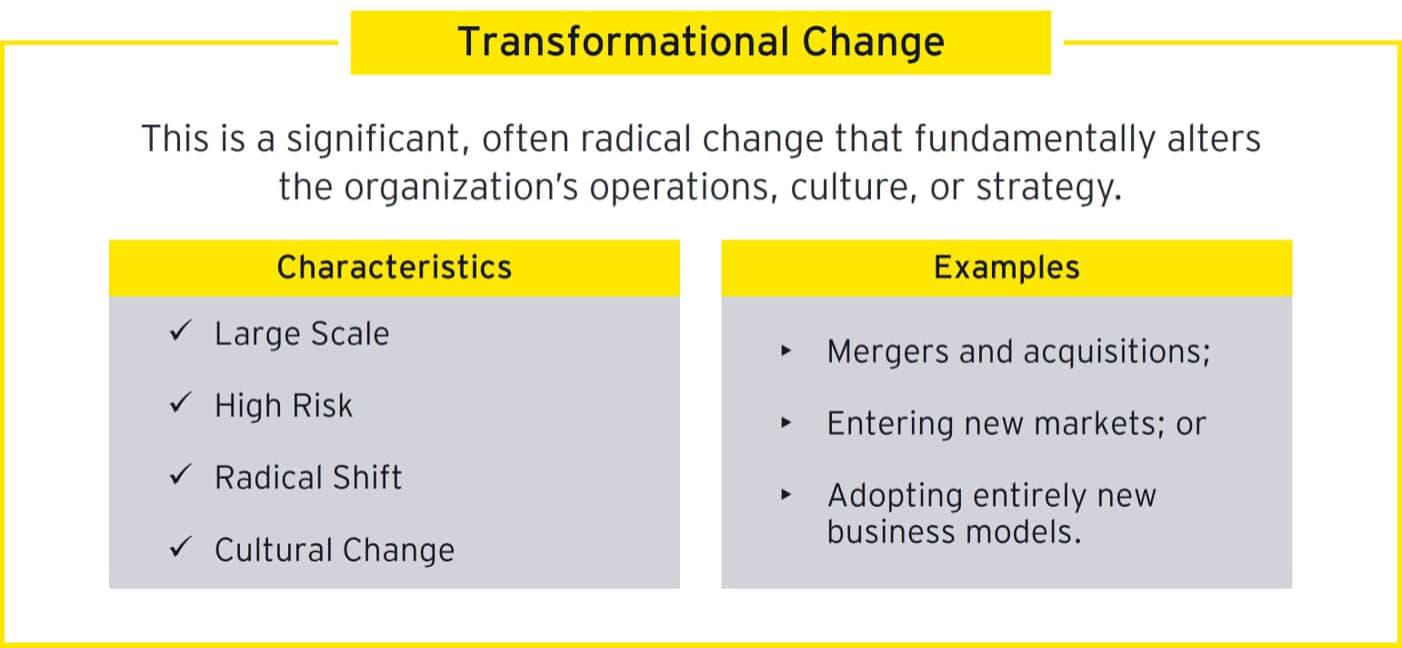 Transformational Change
This is a significant, often radical change that fundamentally alters
the organization's operations, culture, or strategy.
Characteristics
✓ Large Scale
✓ High Risk
✓ Radical Shift
✓ Cultural Change
Examples
‣ Mergers and acquisitions;
‣ Entering new markets; or
‣ Adopting entirely new
business models.